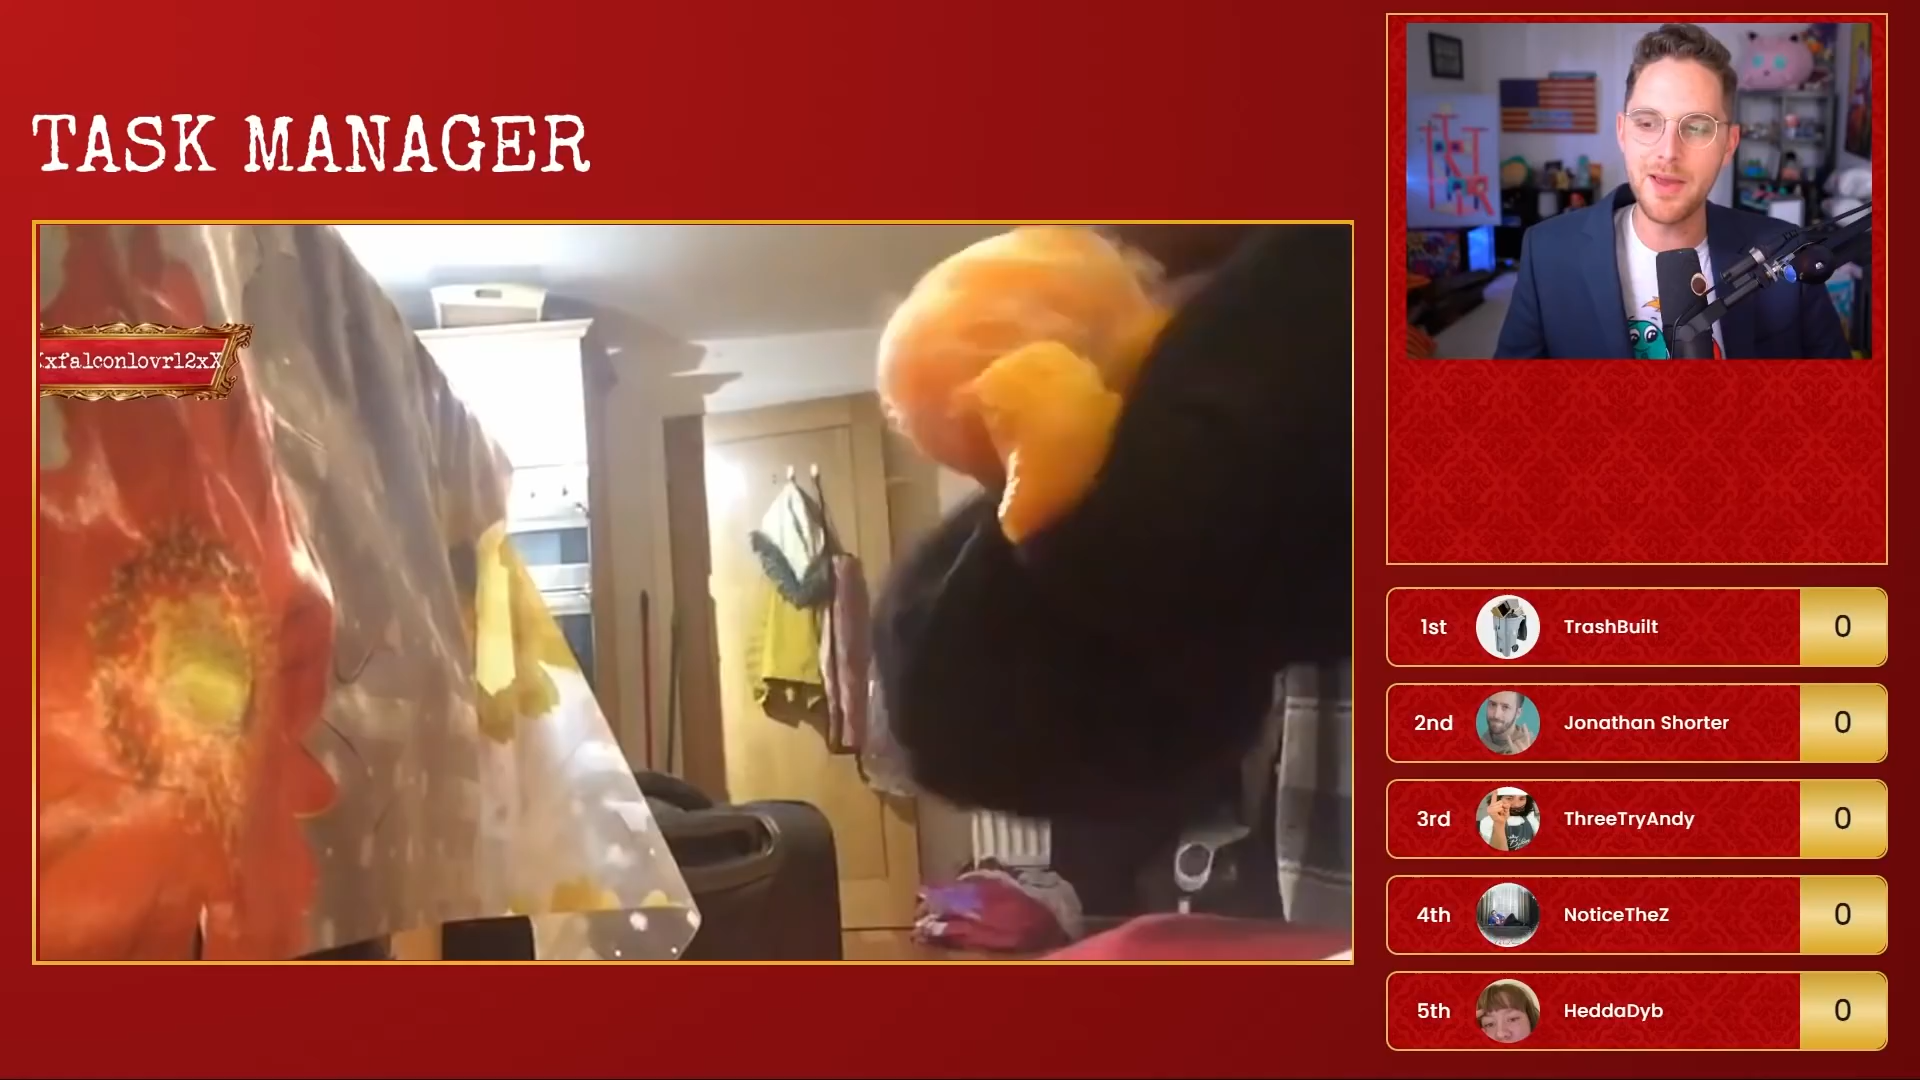 TASK MANAGER
xfalconlovr12xX
1st TrashBuilt 0
2nd Jonathan Shorter 0
3rd ThreeTryAndy 0
4th NoticeTheZ 0
5th HeddaDyb 0